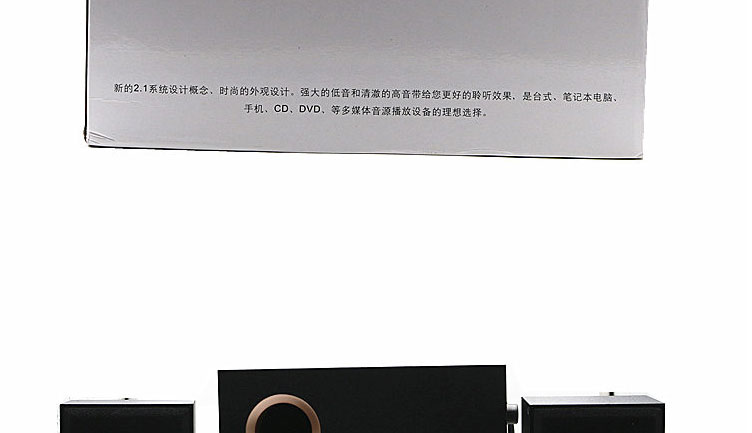 新的2.1系统设计概念、时尚的外观设计。强大的低音和清澈的高音带给您更好的聆听效果，是台式、笔记本电脑、
手机、CD、DVD、等多媒体音源播放设备的理想选择。